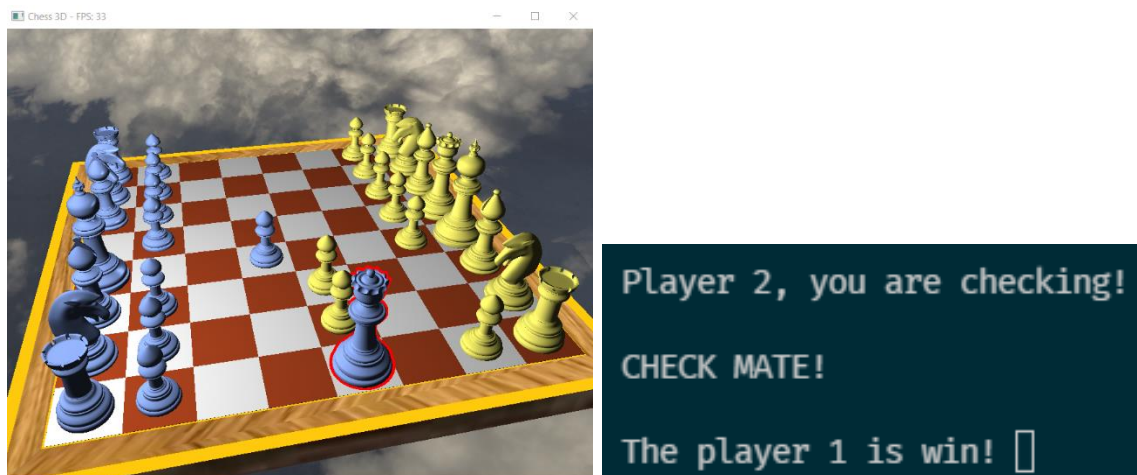 Chess 3D - FPS: 33
Player 2, you are checking!
CHECK MATE!
The player 1 is win!